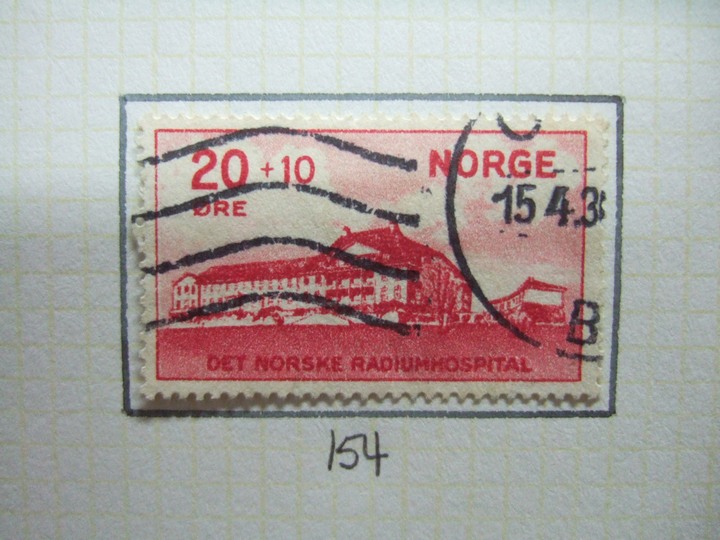 20 + 10
ØRE
NORGE
15.4.3
B
DET NORSKE RADIUMHOSPITAL
154